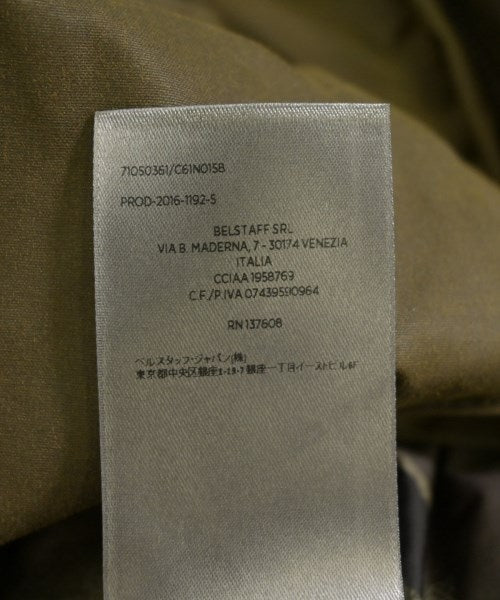 71050361/C61N0158
PROD-2016-1192-5
BELSTAFF SRL
VIA B. MADERNA, 7 - 30174 VENEZIA
ITALIA
CCIAA 1958769
C.F./P.IVA 07439590964
RN 137608
ベルスタッフ・ジャパン(株)
東京都中央区銀座1-19-7 銀座一丁目イーストビル6F